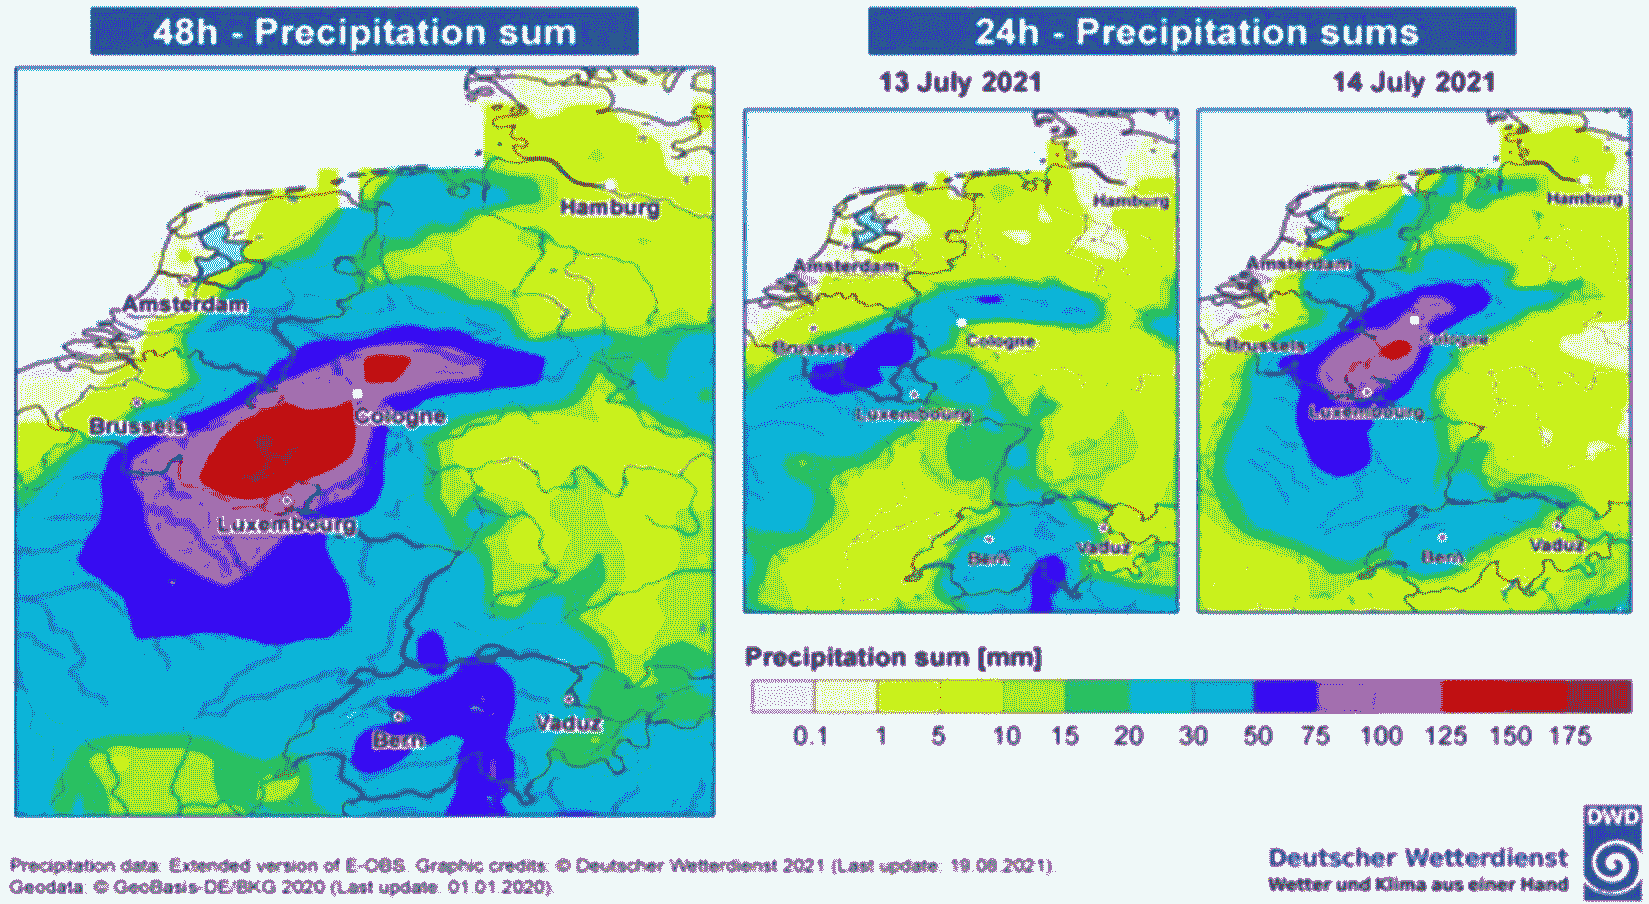 48h - Precipitation sum
Hamburg
Amsterdam
Brussels
Cologne
Luxembourg
Vaduz
Bern
24h - Precipitation sums
13 July 2021
Hamburg
Amsterdam
Brussels
Cologne
Luxembourg
Bern
Vaduz
14 July 2021
Hamburg
Amsterdam
Brussels
Cologne
Luxembourg
Bern
Vaduz
Precipitation sum [mm]
0.1 1 5 10 15 20 30 50 75 100 125 150 175
Precipitation data: Extended version of E-OBS. Graphic credits: © Deutscher Wetterdienst 2021 (Last update: 19.08.2021).
Geodata: © GeoBasis-DE/BKG 2020 (Last update: 01.01.2020).
DWD
Deutscher Wetterdienst
Wetter und Klima aus einer Hand